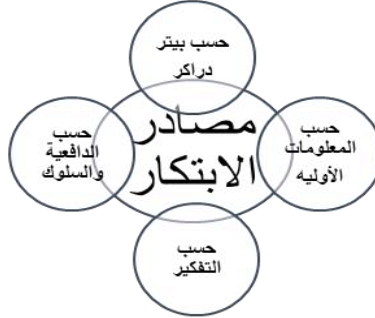 حسب بيتر
دراكر
مصادر
الابتكار
حسب
المعلومات
الأوليه
حسب
الدافعية
والسلوك
حسب
التفكير